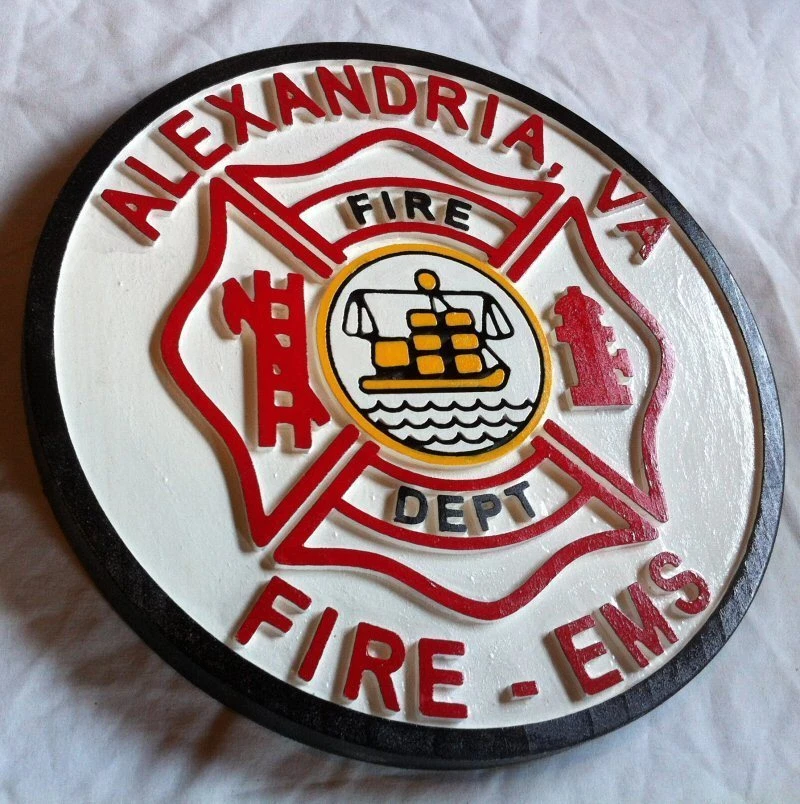 ALEXANDRIA, VA
FIRE
DEPT
FIRE - EMS